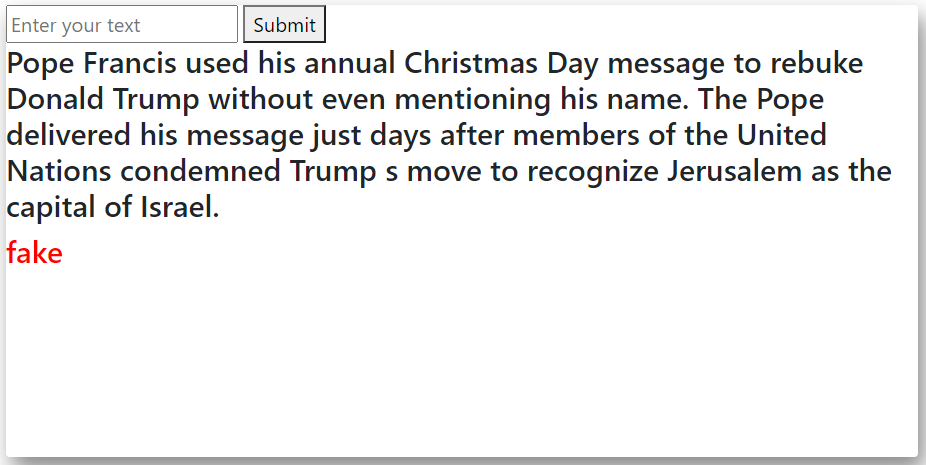 Enter your text Submit
Pope Francis used his annual Christmas Day message to rebuke
Donald Trump without even mentioning his name. The Pope
delivered his message just days after members of the United
Nations condemned Trump s move to recognize Jerusalem as the
capital of Israel.
fake